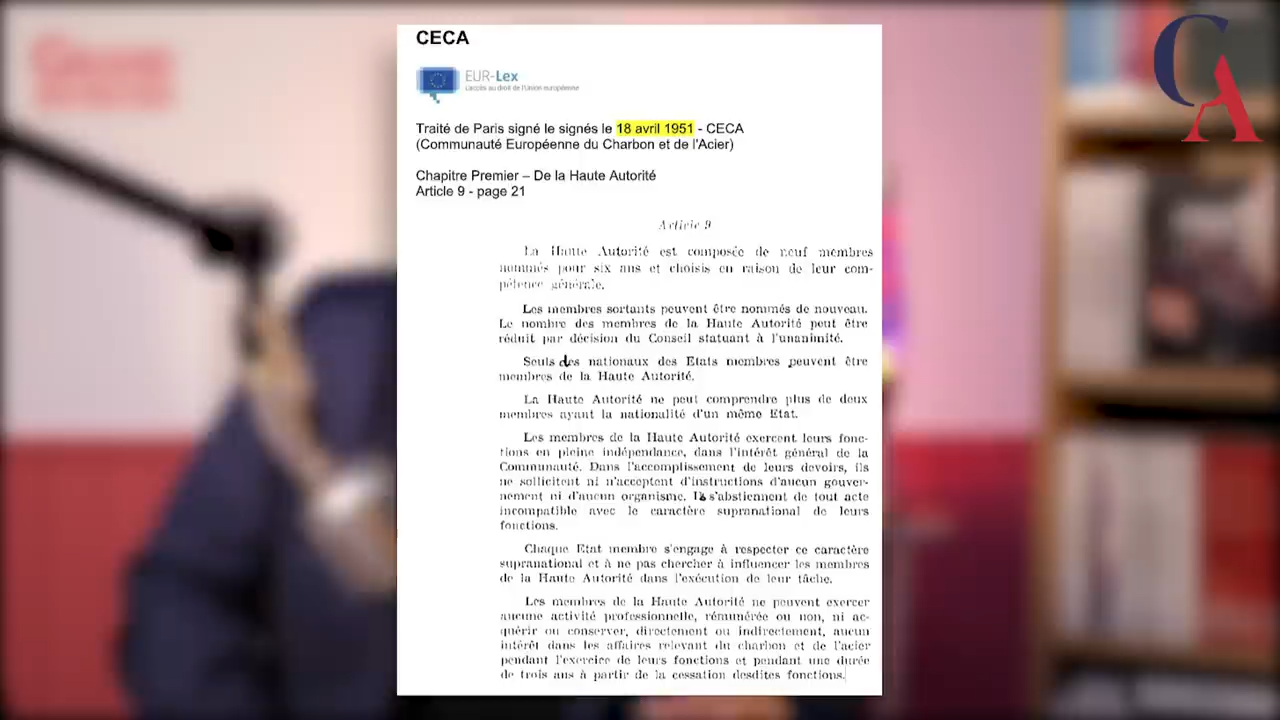 CECA
EUR-Lex
L'accès au droit de l'Union européenne
Traité de Paris signé le signés le 18 avril 1951 - CECA
(Communauté Européenne du Charbon et de l'Acier)
Chapitre Premier – De la Haute Autorité
Article 9 - page 21
Article 9
La Haute Autorité est composée de neuf membres
nommés pour six ans et choisis en raison de leur com-
pétence générale.
Les membres sortants peuvent être nommés de nouveau.
Le nombre des membres de la Haute Autorité peut être
réduit par décision du Conseil statuant à l'unanimité.
Seuls des nationaux des Etats membres peuvent être
membres de la Haute Autorité.
La Haute Autorité ne peut comprendre plus de deux
membres ayant la nationalité d'un même Etat.
Les membres de la Haute Autorité exercent leurs fonc-
tions en pleine indépendance, dans l'intérêt général de la
Communauté. Dans l'accomplissement de leurs devoirs, ils
ne sollicitent ni n'acceptent d'instructions d'aucun gouver-
nement ni d'aucun organisme. Ils s'abstiennent de tout acte
incompatible avec le caractère supranational de leurs
fonctions.
Chaque Etat membre s'engage à respecter ce caractère
supranational et à ne pas chercher à influencer les membres
de la Haute Autorité dans l'exécution de leur tâche.
Les membres de la Haute Autorité ne peuvent exercer
aucune activité professionnelle, rémunérée ou non, ni ac-
quérir ou conserver, directement ou indirectement, aucun
intérêt dans les affaires relevant du charbon et de l'acier
pendant l'exercice de leurs fonctions et pendant une durée
de trois ans à partir de la cessation desdites fonctions.
CA